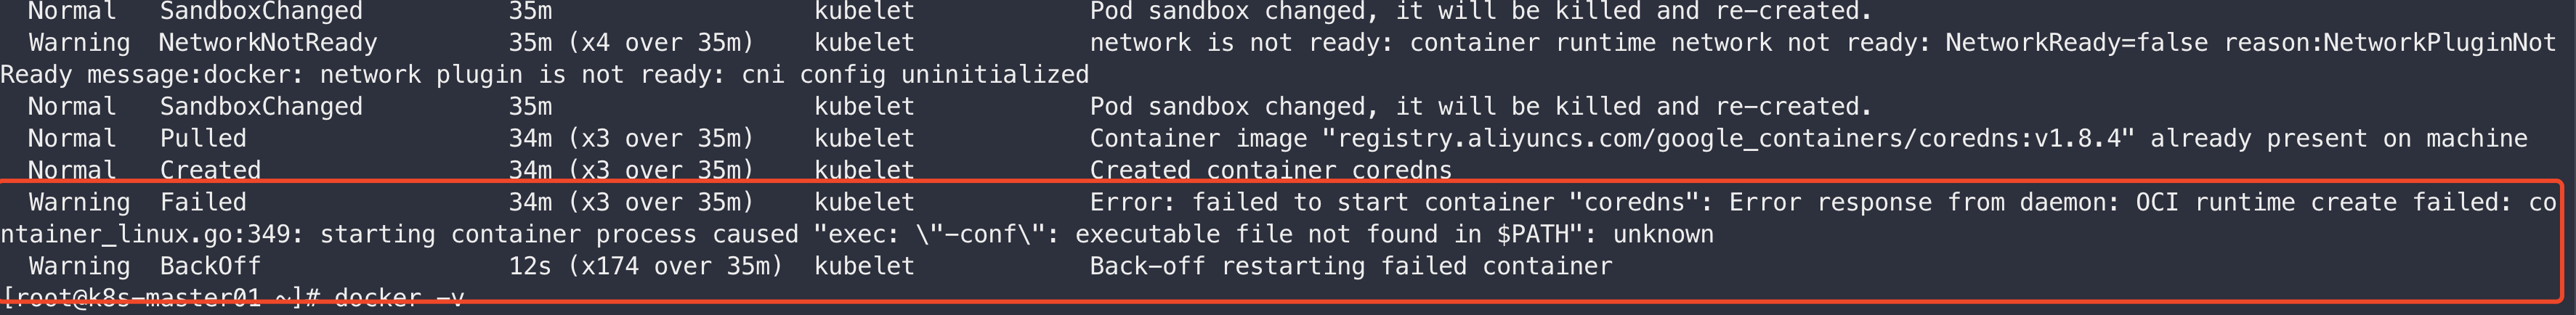 Normal   SandboxChanged         35m                kubelet           Pod sandbox changed, it will be killed and re-created.
Warning  NetworkNotReady        35m (x4 over 35m)    kubelet           network is not ready: container runtime network not ready: NetworkReady=false reason:NetworkPluginNot
Ready message:docker: network plugin is not ready: cni config uninitialized
Normal   SandboxChanged         35m                kubelet           Pod sandbox changed, it will be killed and re-created.
Normal   Pulled                 34m (x3 over 35m)    kubelet           Container image "registry.aliyuncs.com/google_containers/coredns:v1.8.4" already present on machine
Normal   Created                34m (x3 over 35m)    kubelet           Created container coredns
Warning  Failed                 34m (x3 over 35m)    kubelet           Error: failed to start container "coredns": Error response from daemon: OCI runtime create failed: co
ntainer_linux.go:349: starting container process caused "exec: \"-conf\": executable file not found in $PATH": unknown
Warning  BackOff                12s (x174 over 35m)  kubelet           Back-off restarting failed container
[root@k8s-master01 ~]# docker -v